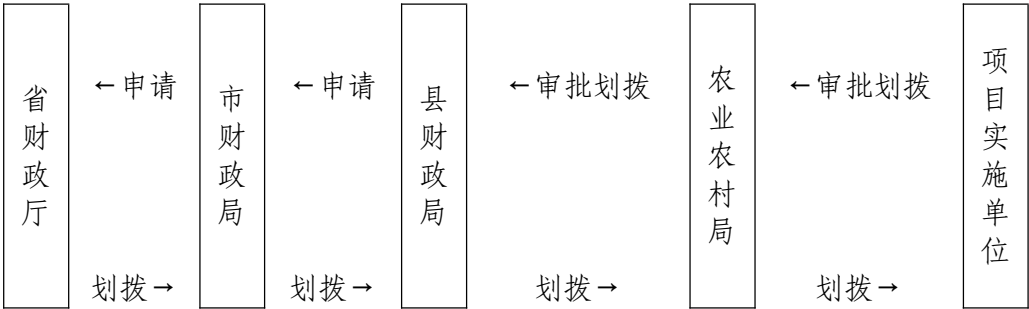 省财政厅
←申请
划拨→
市财政局
←申请
划拨→
县财政局
←审批划拨
划拨→
农业农村局
←审批划拨
划拨→
项目实施单位